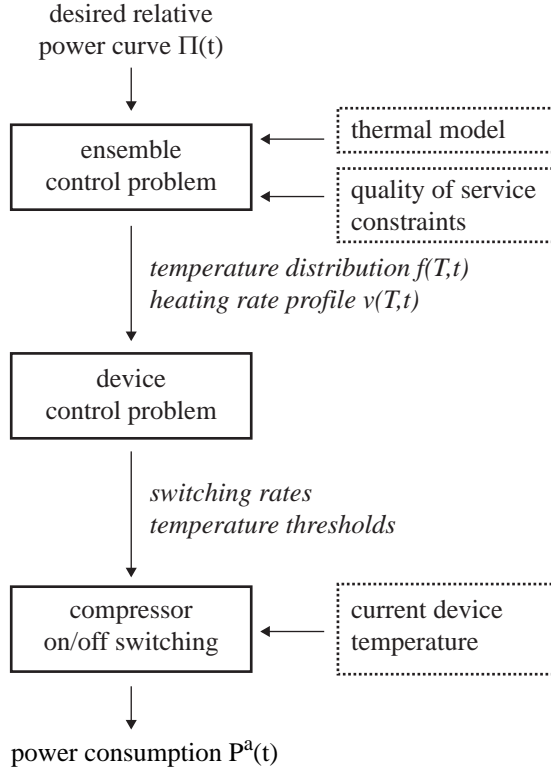 desired relative
power curve Π(t)
ensemble
control problem
thermal model
quality of service
constraints
temperature distribution f(T,t)
heating rate profile v(T,t)
device
control problem
switching rates
temperature thresholds
compressor
on/off switching
current device
temperature
power consumption Pᵃ(t)